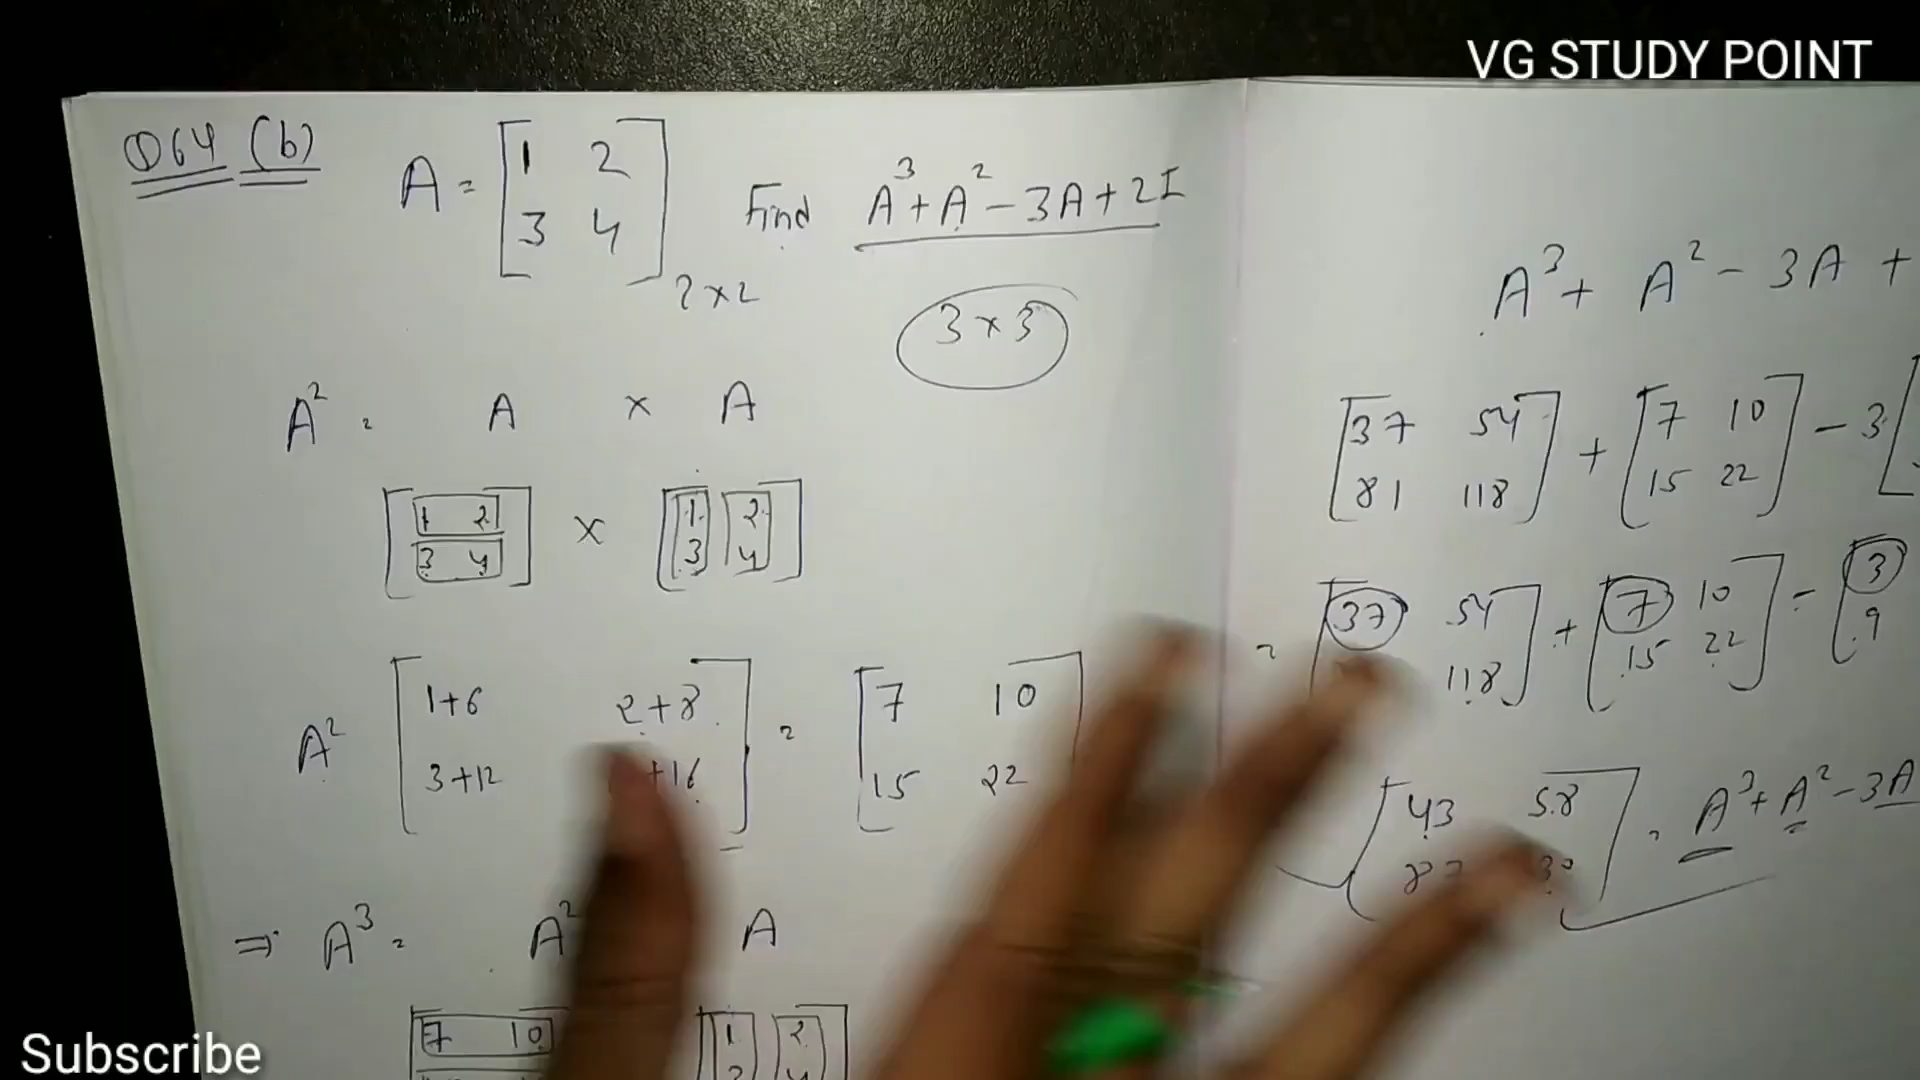 VG STUDY POINT
Q64 (b) A = [1 2 3 4] 2×2 Find A³+A²-3A+2I
3×3
A² = A × A
[1 2 3 4] × [1 2 3 4]
A² [1+6 2+8 3+12 +16] = [7 10 15 22]
⇒ A³ = A² A
7 10 1 2
A³+ A²-3A +
[37 54 81 118] + [7 10 15 22] - 3[
= [37 54 118] + [7 10 15 22] - [3 9
[43 58] = A³+A²-3A
Subscribe